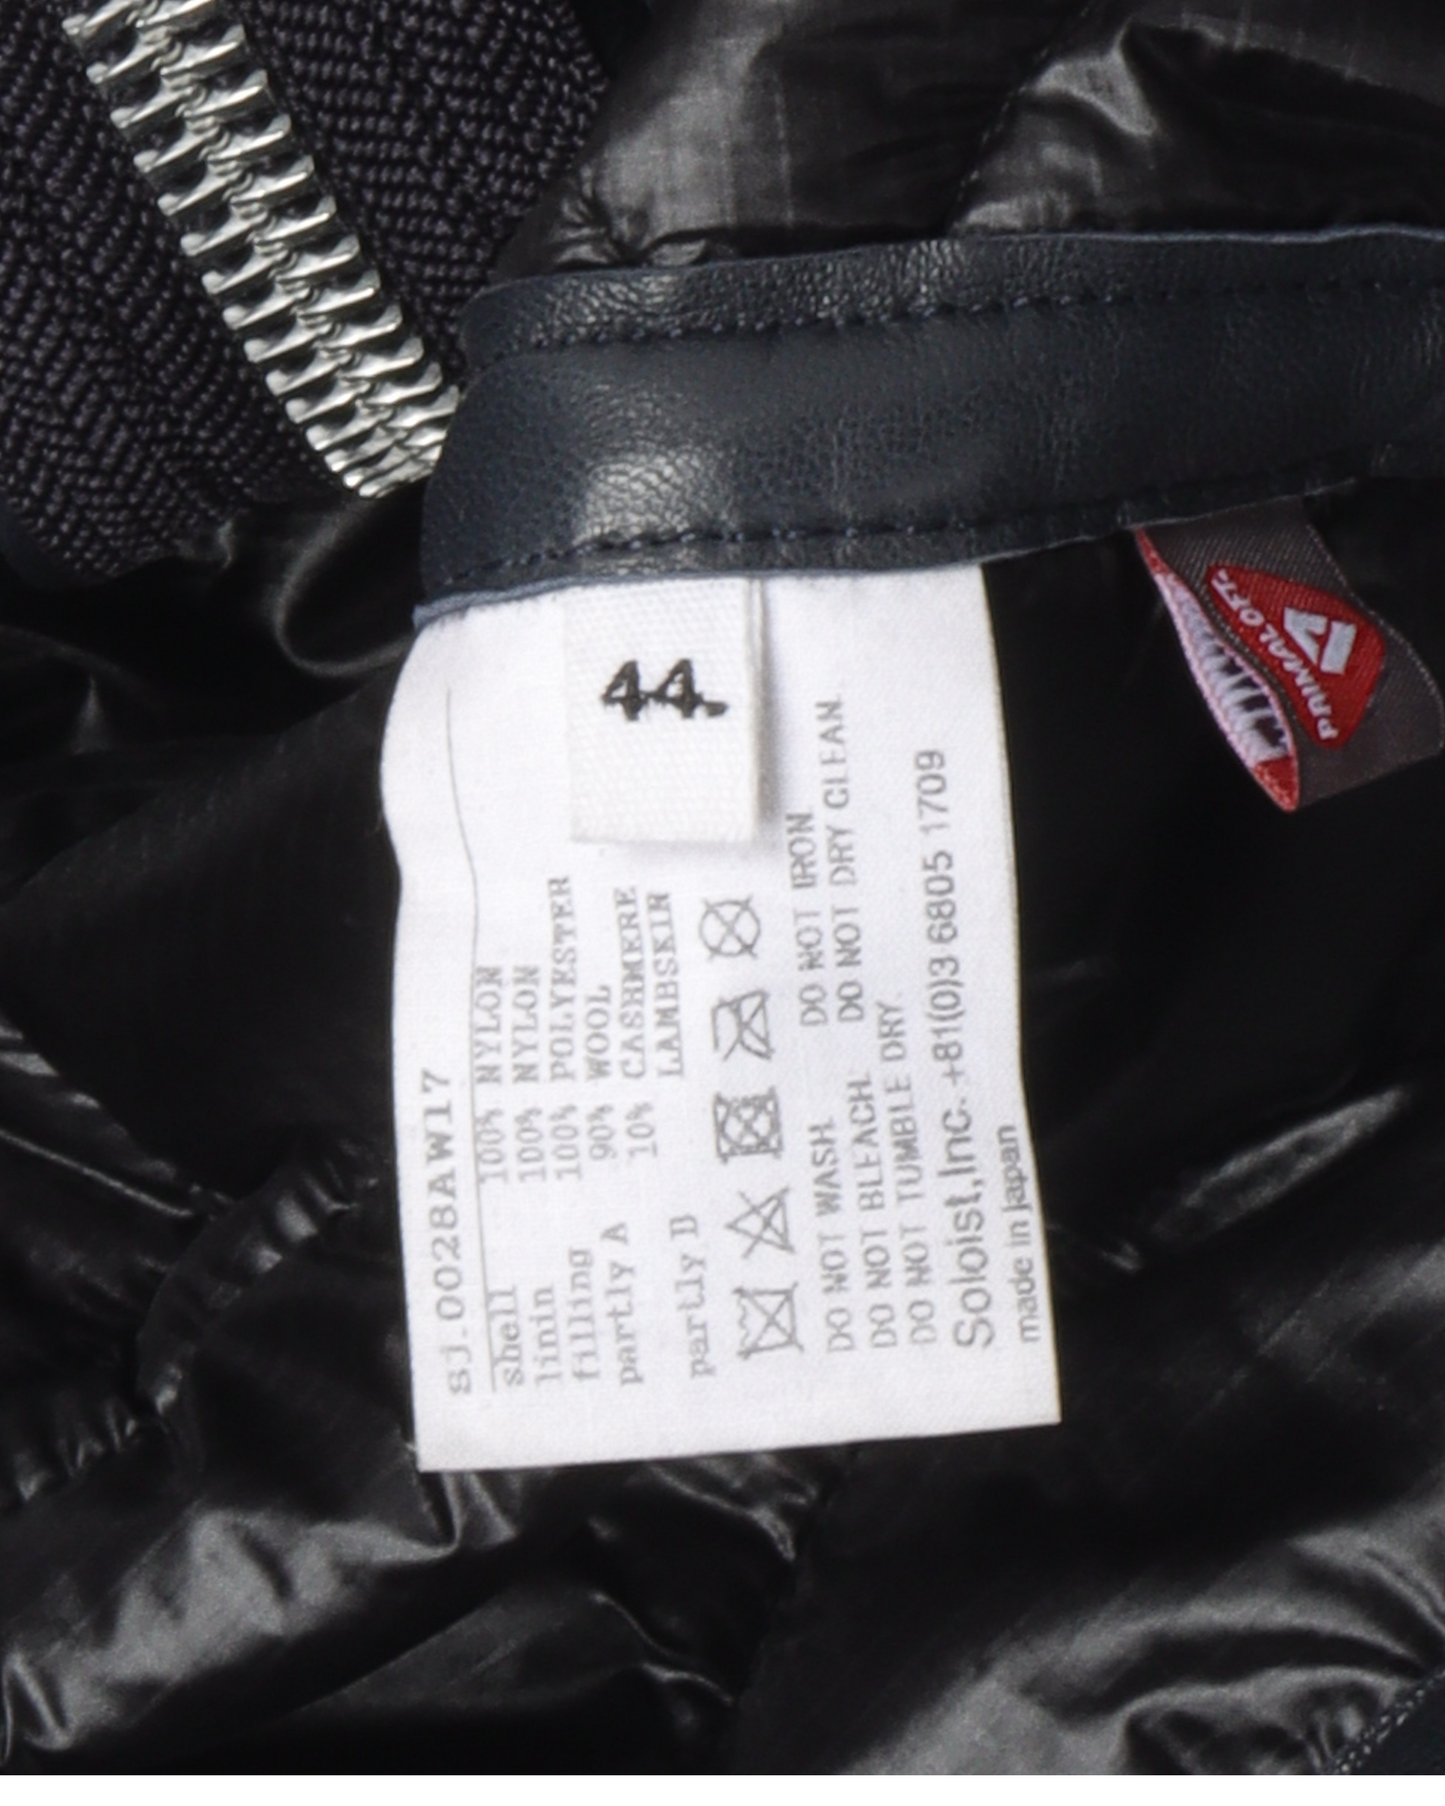 44
sj.0028AW17
shell 100% NYLON
linin 100% NYLON
filling 100% POLYESTER
partly A 90% WOOL
10% CASHMERE
partly B LAMBSKIN
DO NOT WASH. DO NOT IRON.
DO NOT BLEACH. DO NOT DRY CLEAN.
DO NOT TUMBLE DRY.
Soloist,Inc. +81(0)3 6805 1709
made in japan
PRIMALOFT